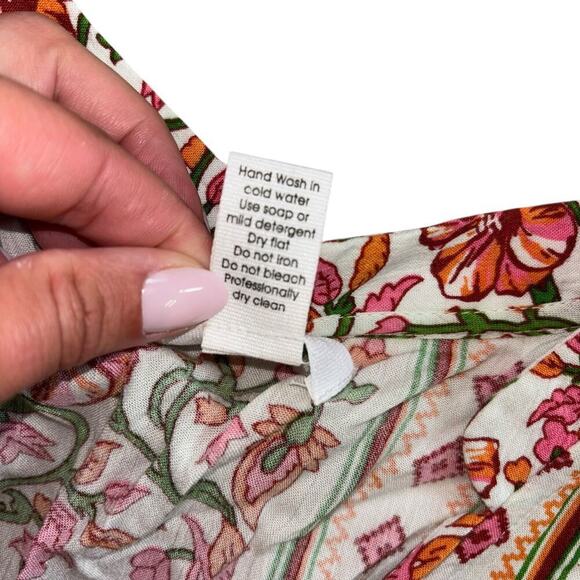 Hand Wash in
cold water
Use soap or
mild detergent
Dry flat
Do not iron
Do not bleach
Professionally
dry clean